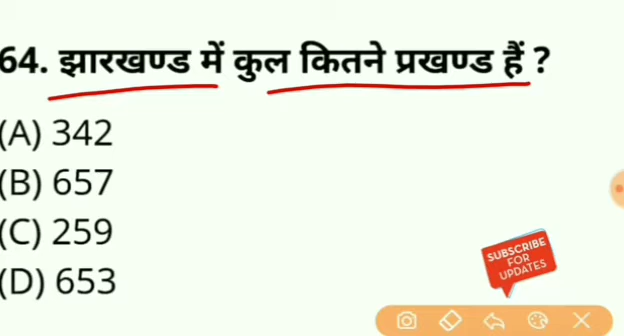 64. झारखण्ड में कुल कितने प्रखण्ड हैं ?
(A) 342
(B) 657
(C) 259
(D) 653
SUBSCRIBE
FOR
UPDATES